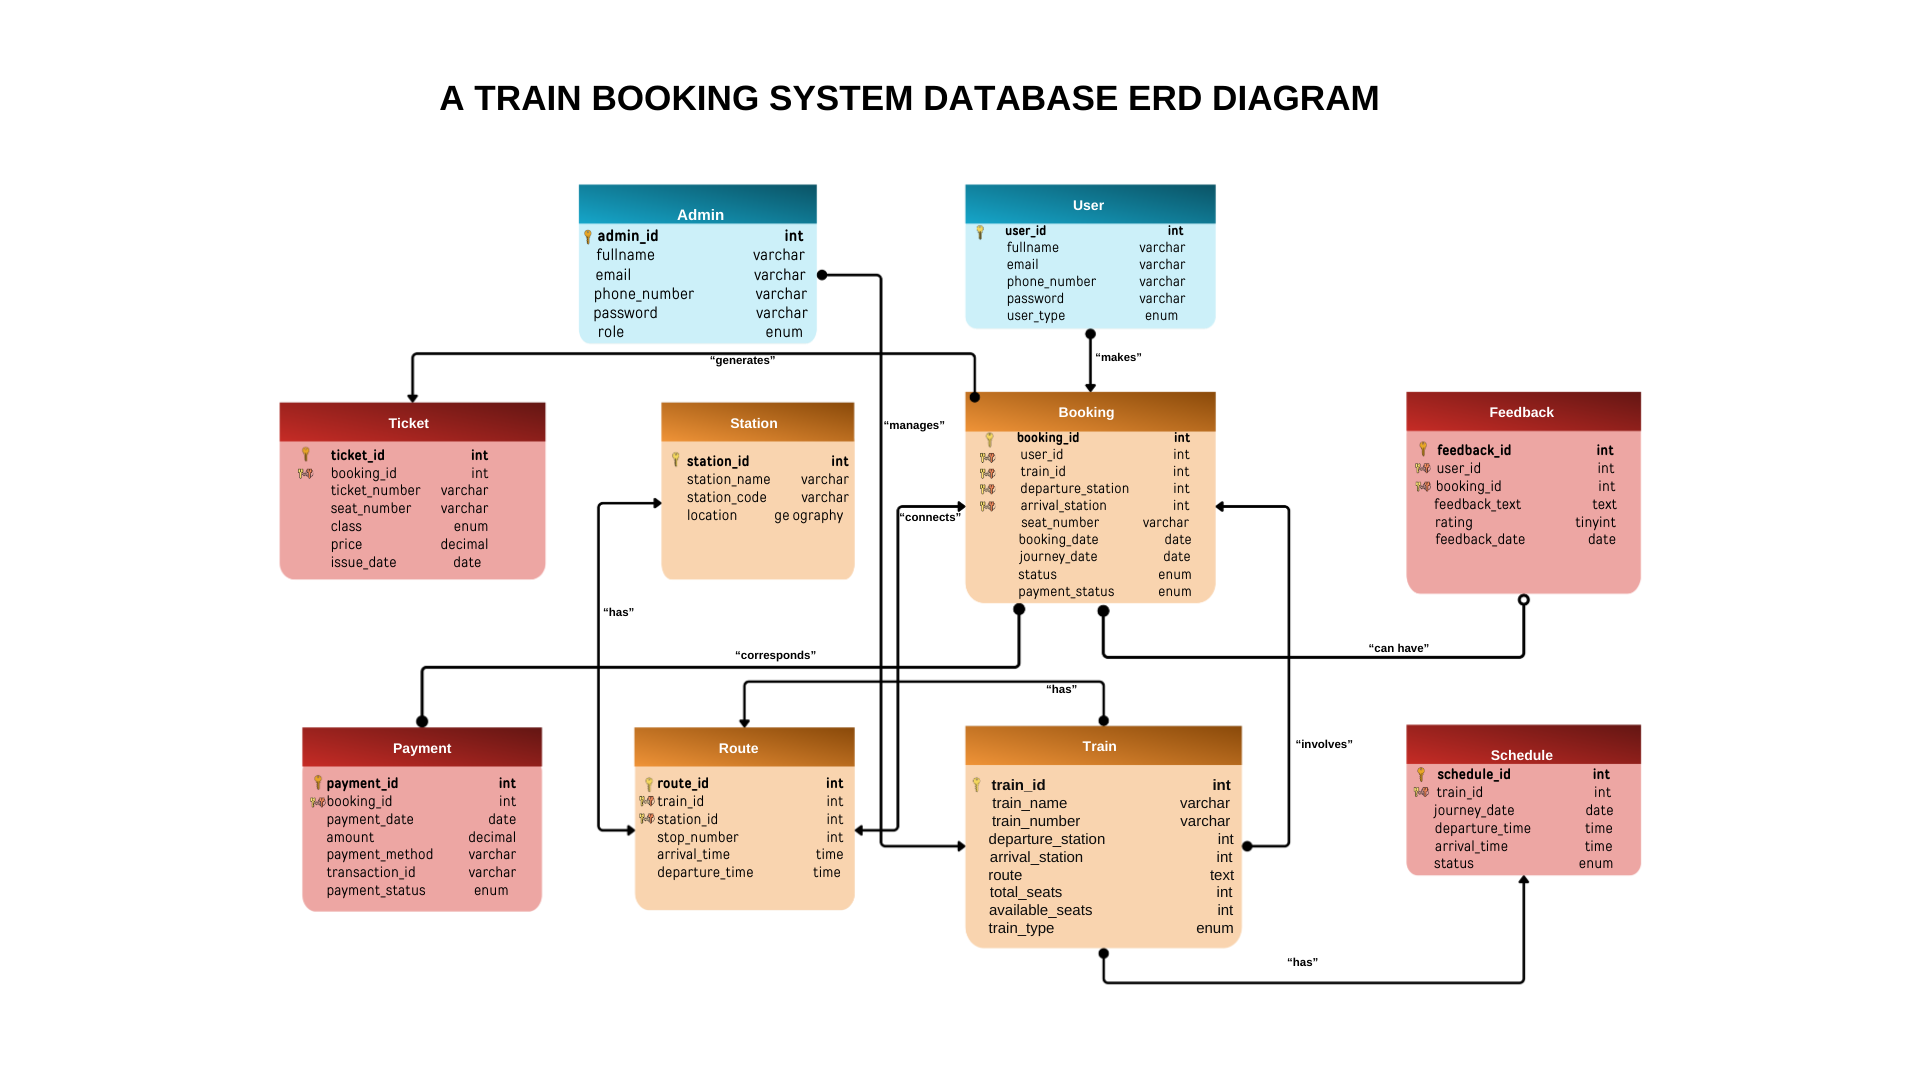 A TRAIN BOOKING SYSTEM DATABASE ERD DIAGRAM
Admin
admin_id int
fullname varchar
email varchar
phone_number varchar
password varchar
role enum
User
user_id int
fullname varchar
email varchar
phone_number varchar
password varchar
user_type enum
“generates”
“makes”
“manages”
Ticket
ticket_id int
booking_id int
ticket_number varchar
seat_number varchar
class enum
price decimal
issue_date date
Station
station_id int
station_name varchar
station_code varchar
location ge ography
Booking
booking_id int
user_id int
train_id int
departure_station int
arrival_station int
seat_number varchar
booking_date date
journey_date date
status enum
payment_status enum
Feedback
feedback_id int
user_id int
booking_id int
feedback_text text
rating tinyint
feedback_date date
“connects”
“has”
“corresponds”
“can have”
“has”
“involves”
Payment
payment_id int
booking_id int
payment_date date
amount decimal
payment_method varchar
transaction_id varchar
payment_status enum
Route
route_id int
train_id int
station_id int
stop_number int
arrival_time time
departure_time time
Train
train_id int
train_name varchar
train_number varchar
departure_station int
arrival_station int
route text
total_seats int
available_seats int
train_type enum
Schedule
schedule_id int
train_id int
journey_date date
departure_time time
arrival_time time
status enum
“has”